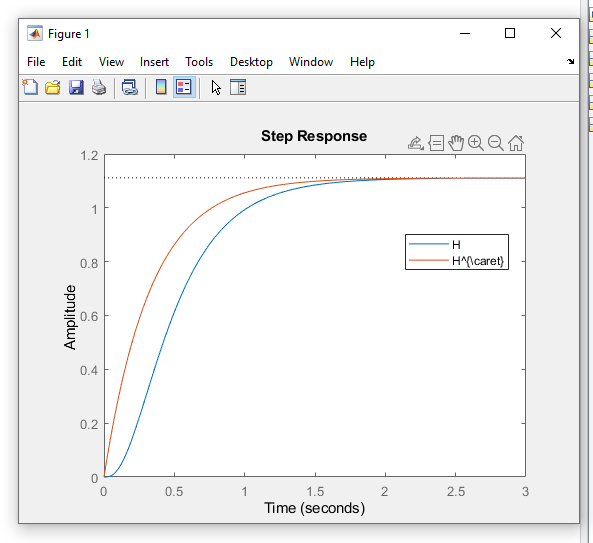 Figure 1
File Edit View Insert Tools Desktop Window Help
Step Response
1.2
1
0.8
0.6
0.4
0.2
0
Amplitude
H
H^{\caret}
0 0.5 1 1.5 2 2.5 3
Time (seconds)